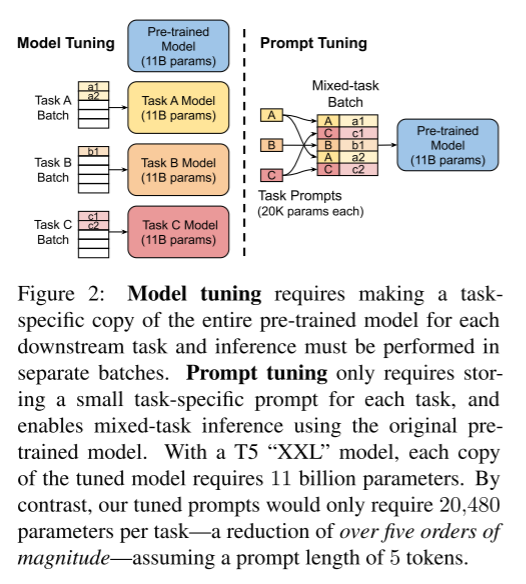 Model Tuning
Pre-trained
Model
(11B params)
Task A
Batch
a1
a2
Task A Model
(11B params)
Task B
Batch
b1
Task B Model
(11B params)
Task C
Batch
c1
c2
Task C Model
(11B params)
Prompt Tuning
Mixed-task
Batch
A
B
C
A a1
C c1
B b1
A a2
C c2
Pre-trained
Model
(11B params)
Task Prompts
(20K params each)
Figure 2: Model tuning requires making a task-
specific copy of the entire pre-trained model for each
downstream task and inference must be performed in
separate batches. Prompt tuning only requires stor-
ing a small task-specific prompt for each task, and
enables mixed-task inference using the original pre-
trained model. With a T5 “XXL” model, each copy
of the tuned model requires 11 billion parameters. By
contrast, our tuned prompts would only require 20,480
parameters per task—a reduction of over five orders of
magnitude—assuming a prompt length of 5 tokens.